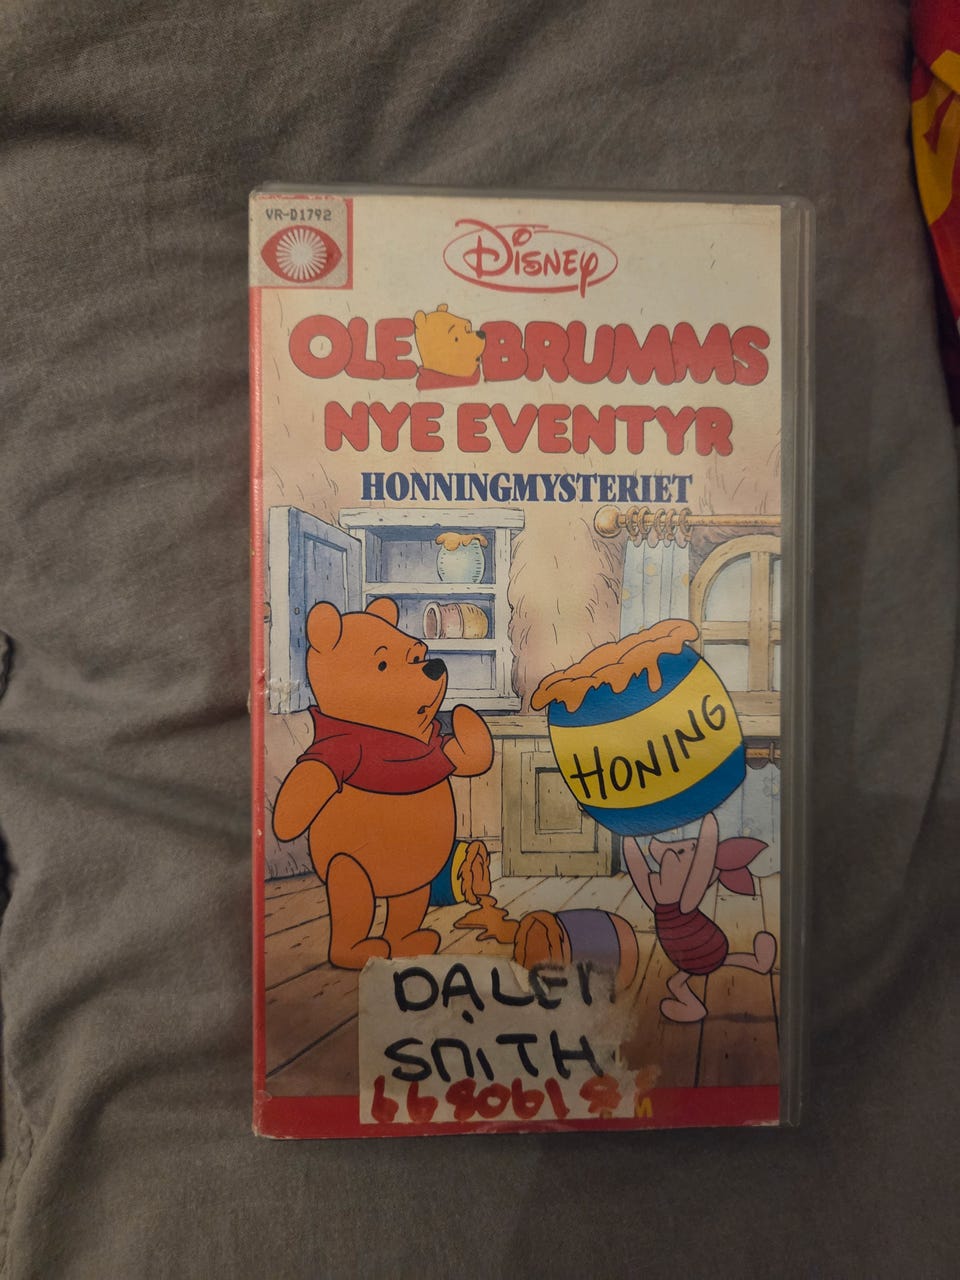 VR-D1792
Disney
OLE BRUMMS
NYE EVENTYR
HONNINGMYSTERIET
HONING
DALEN
SMITH